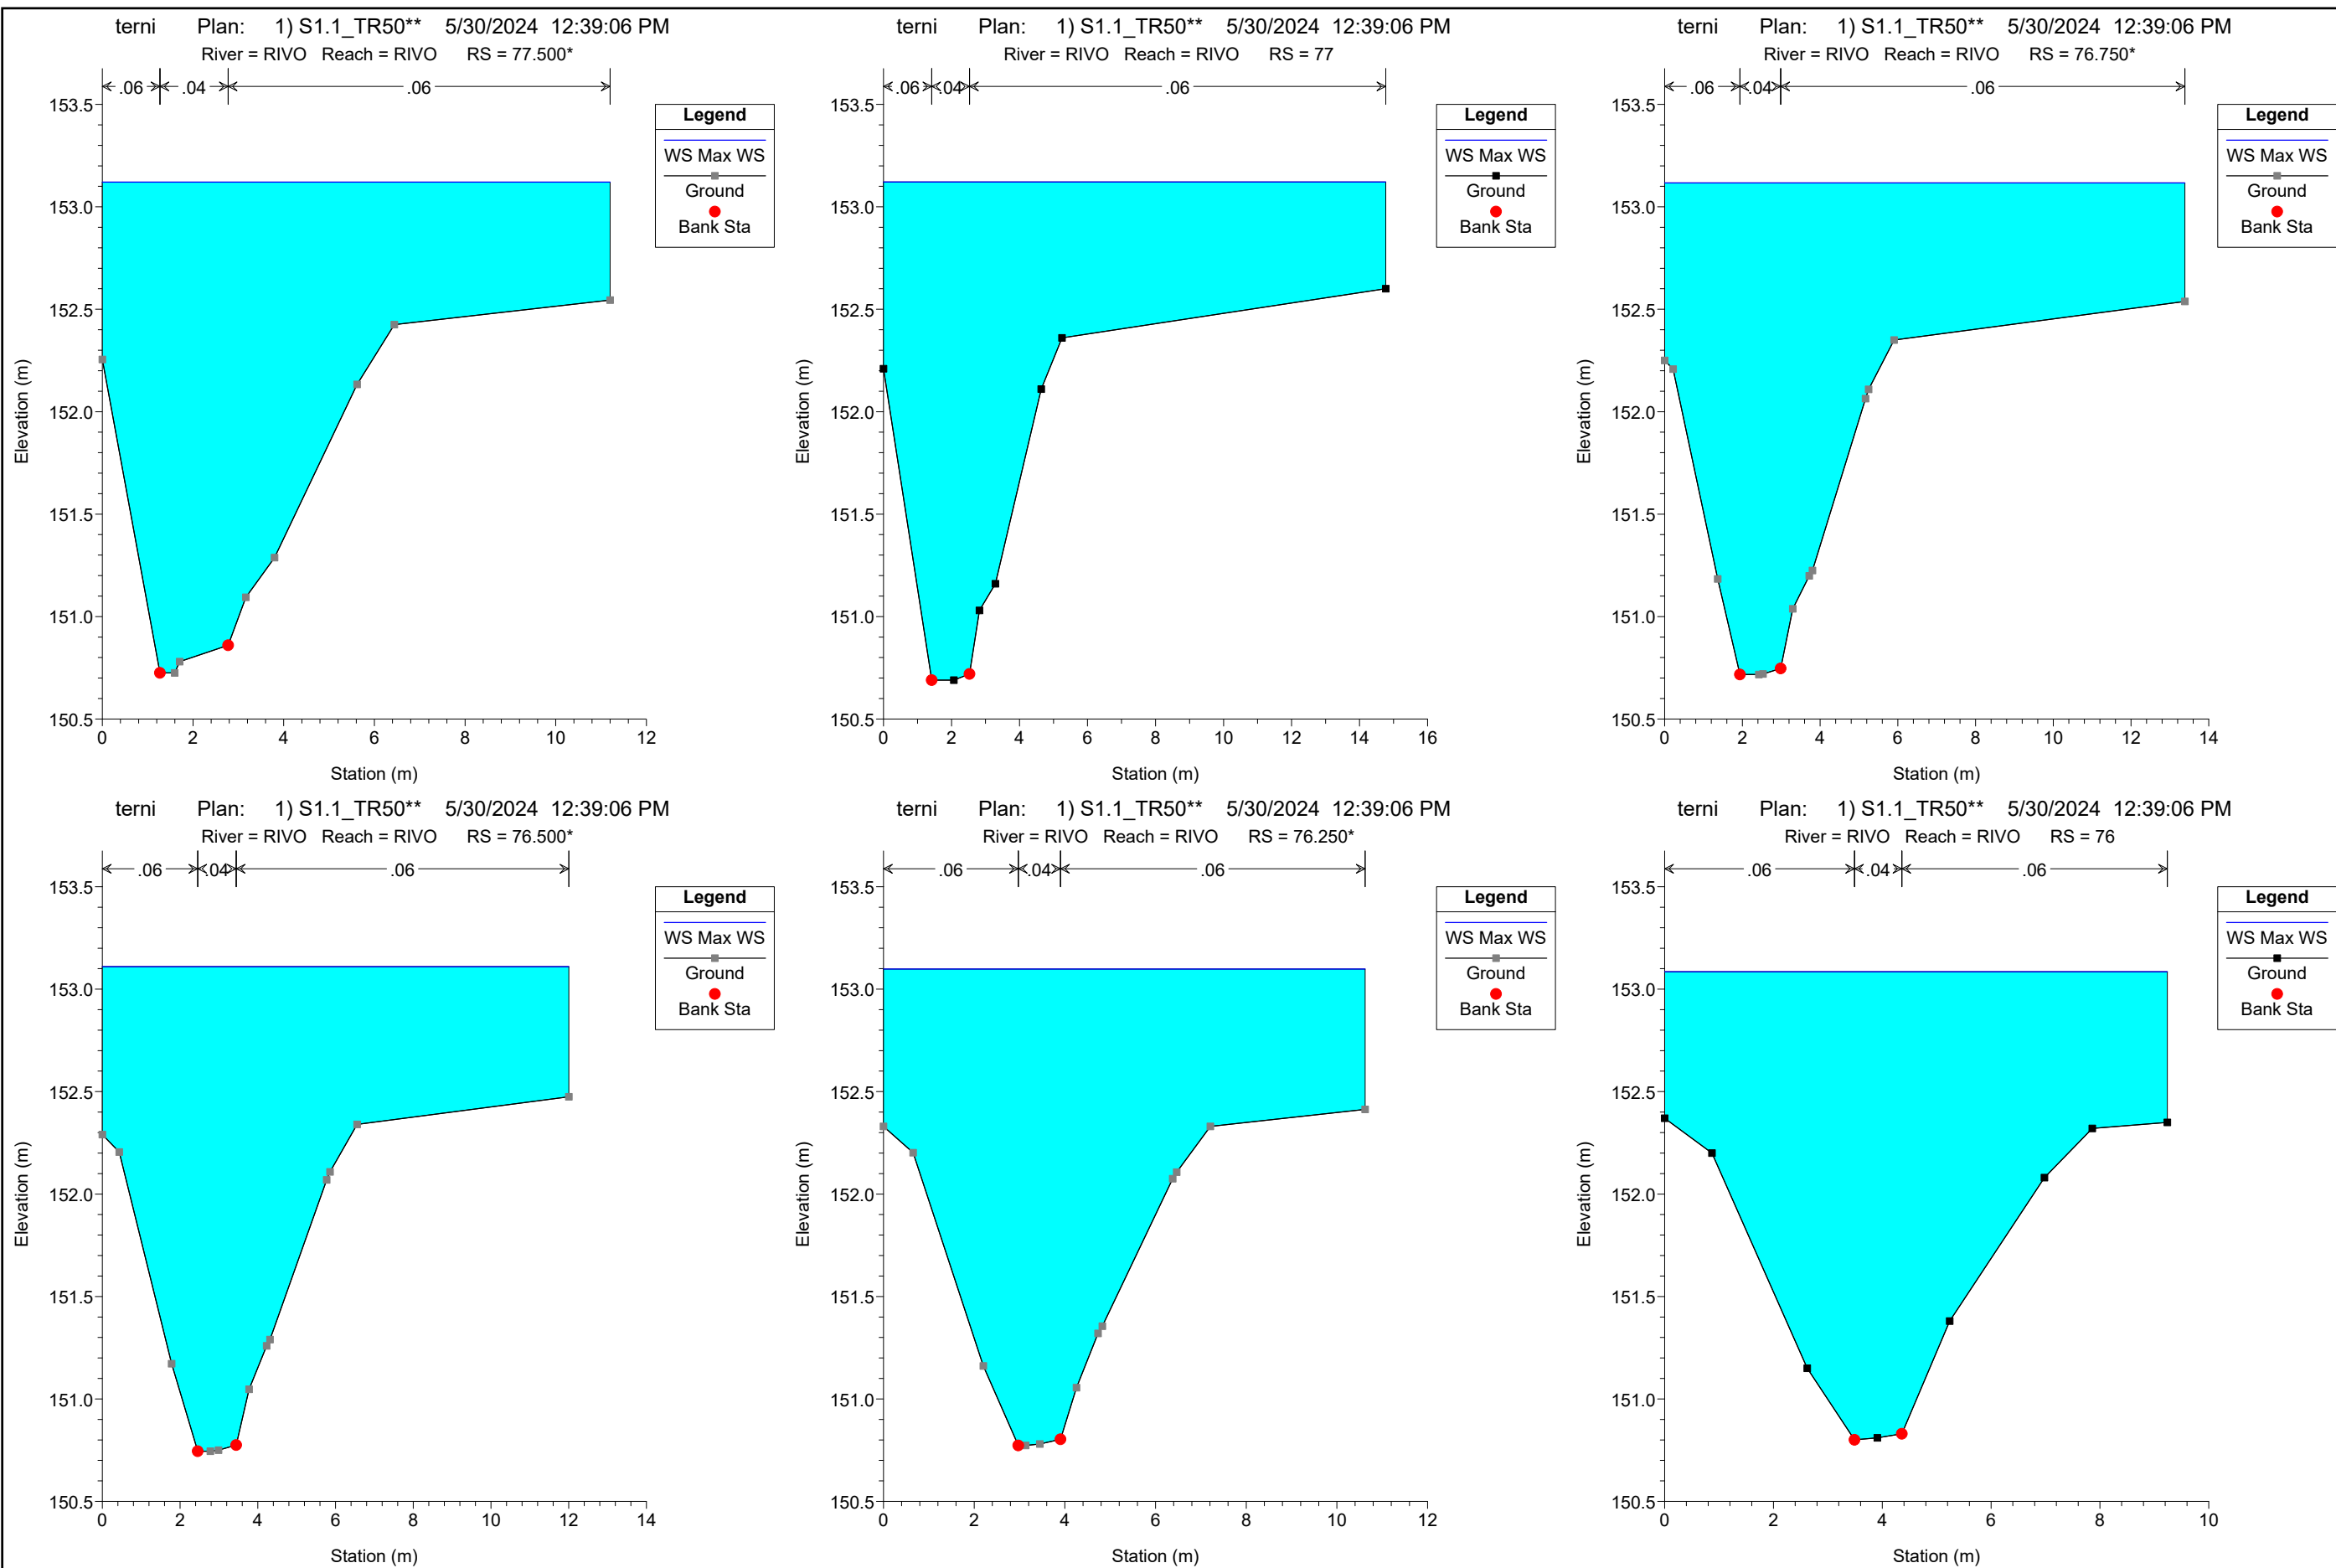 terni Plan: 1) S1.1_TR50** 5/30/2024 12:39:06 PM
River = RIVO Reach = RIVO RS = 77.500*
.06 .04 .06
153.5
153.0
152.5
152.0
151.5
151.0
150.5
Elevation (m)
0 2 4 6 8 10 12
Station (m)
Legend
WS Max WS
Ground
Bank Sta
terni Plan: 1) S1.1_TR50** 5/30/2024 12:39:06 PM
River = RIVO Reach = RIVO RS = 77
.06 .04 .06
153.5
153.0
152.5
152.0
151.5
151.0
150.5
Elevation (m)
0 2 4 6 8 10 12 14 16
Station (m)
Legend
WS Max WS
Ground
Bank Sta
terni Plan: 1) S1.1_TR50** 5/30/2024 12:39:06 PM
River = RIVO Reach = RIVO RS = 76.750*
.06 .04 .06
153.5
153.0
152.5
152.0
151.5
151.0
150.5
Elevation (m)
0 2 4 6 8 10 12 14
Station (m)
Legend
WS Max WS
Ground
Bank Sta
terni Plan: 1) S1.1_TR50** 5/30/2024 12:39:06 PM
River = RIVO Reach = RIVO RS = 76.500*
.06 .04 .06
153.5
153.0
152.5
152.0
151.5
151.0
150.5
Elevation (m)
0 2 4 6 8 10 12 14
Station (m)
Legend
WS Max WS
Ground
Bank Sta
terni Plan: 1) S1.1_TR50** 5/30/2024 12:39:06 PM
River = RIVO Reach = RIVO RS = 76.250*
.06 .04 .06
153.5
153.0
152.5
152.0
151.5
151.0
150.5
Elevation (m)
0 2 4 6 8 10 12
Station (m)
Legend
WS Max WS
Ground
Bank Sta
terni Plan: 1) S1.1_TR50** 5/30/2024 12:39:06 PM
River = RIVO Reach = RIVO RS = 76
.06 .04 .06
153.5
153.0
152.5
152.0
151.5
151.0
150.5
Elevation (m)
0 2 4 6 8 10
Station (m)
Legend
WS Max WS
Ground
Bank Sta